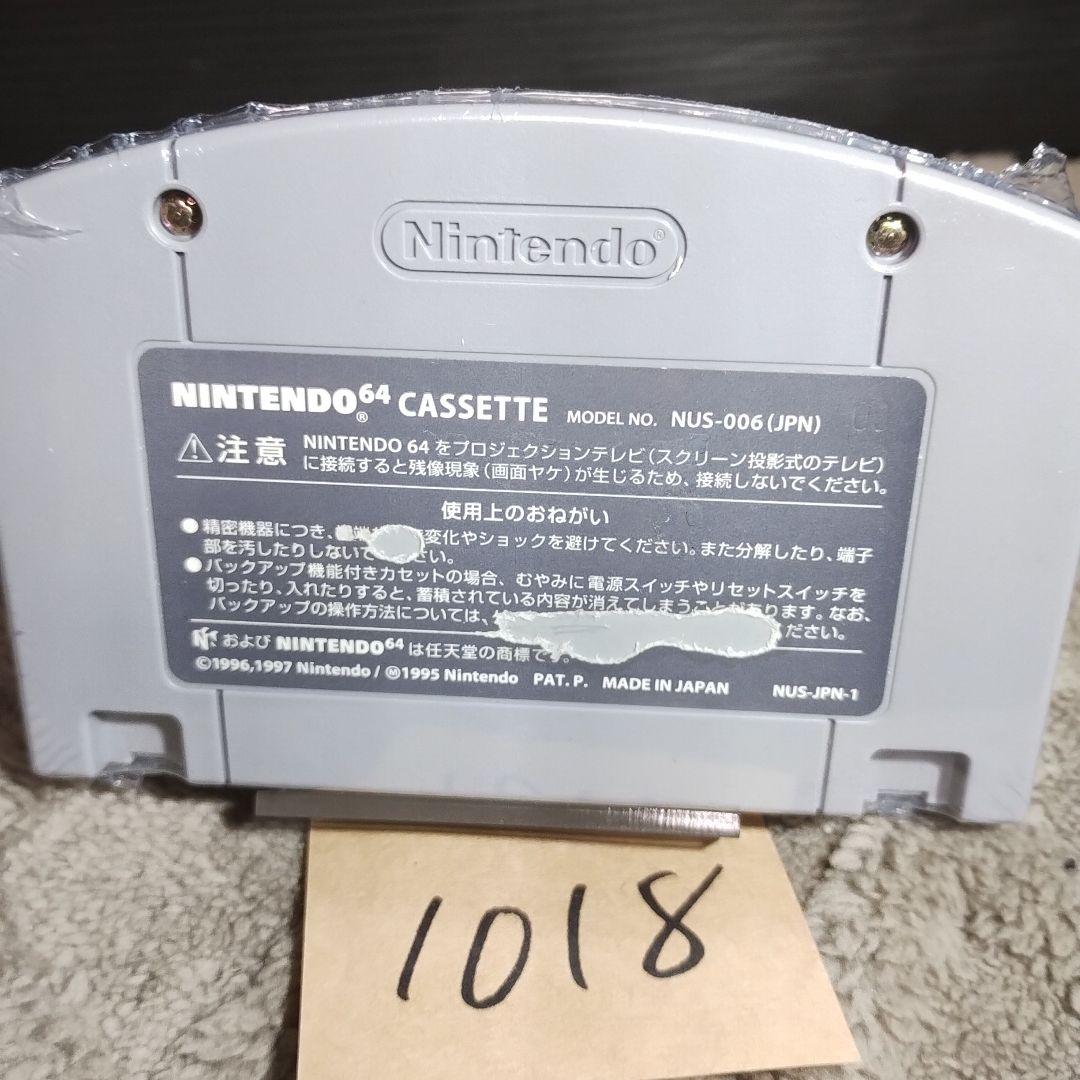 Nintendo®
NINTENDO®64 CASSETTE MODEL NO. NUS-006 (JPN)
⚠注意 NINTENDO 64 をプロジェクションテレビ(スクリーン投影式のテレビ)
に接続すると残像現象(画面ヤケ)が生じるため、接続しないでください。
使用上のおねがい
●精密機器につき、 変化やショックを避けてください。また分解したり、端子
部を汚したりしないで さい。
●バックアップ機能付きカセットの場合、むやみに電源スイッチやリセットスイッチを
切ったり、入れたりすると、蓄積されている内容が消えてしまうことがあります。なお、
バックアップの操作方法については、 ださい。
および NINTENDO64 は任天堂の商標です。
©1996,1997 Nintendo / Ⓜ1995 Nintendo PAT. P. MADE IN JAPAN NUS-JPN-1
1018